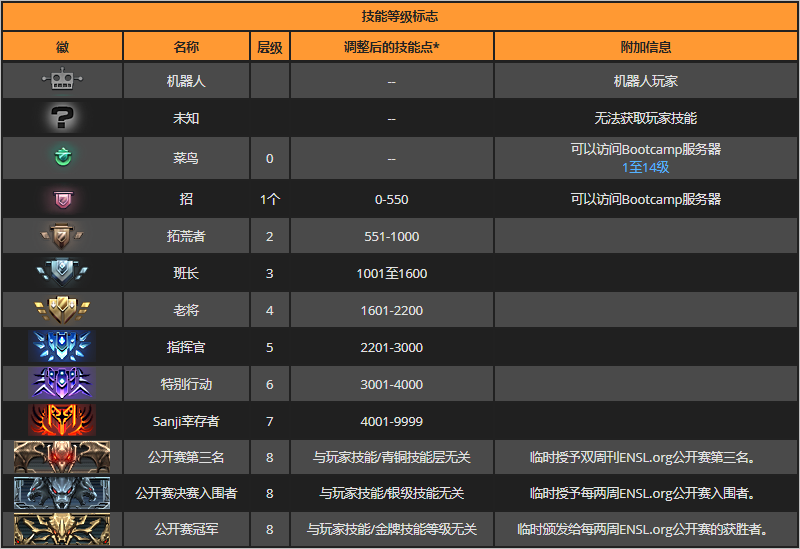 技能等级标志
徽 名称 层级 调整后的技能点* 附加信息
机器人 -- 机器人玩家
? 未知 -- 无法获取玩家技能
菜鸟 0 -- 可以访问Bootcamp服务器
1至14级
招 1个 0-550 可以访问Bootcamp服务器
拓荒者 2 551-1000
班长 3 1001至1600
老将 4 1601-2200
指挥官 5 2201-3000
特别行动 6 3001-4000
Sanji幸存者 7 4001-9999
公开赛第三名 8 与玩家技能/青铜技能层无关 临时授予双周刊ENSL.org公开赛第三名。
公开赛决赛入围者 8 与玩家技能/银级技能无关 临时授予每两周ENSL.org公开赛入围者。
公开赛冠军 8 与玩家技能/金牌技能等级无关 临时颁发给每两周ENSL.org公开赛的获胜者。